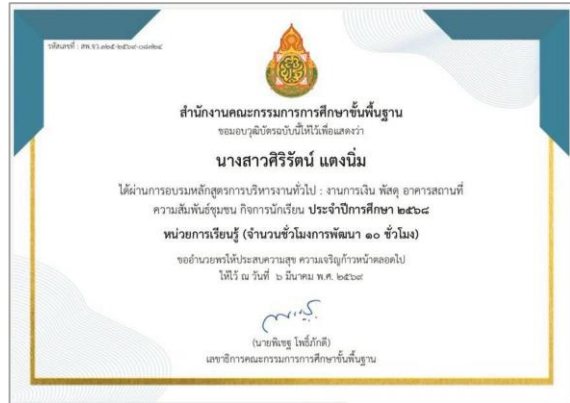 สำนักงานคณะกรรมการการศึกษาขั้นพื้นฐาน
ขอมอบวุฒิบัตรฉบับนี้ให้ไว้เพื่อแสดงว่า
นางสาวศิริรัตน์ แตงนิ่ม
ได้ผ่านการอบรมหลักสูตรการบริหารงานทั่วไป : งานการเงิน พัสดุ อาคารสถานที่
ความสัมพันธ์ชุมชน กิจการนักเรียน ประจำปีการศึกษา ๒๕๖๘
หน่วยการเรียนรู้ (จำนวนชั่วโมงการพัฒนา ๑๐ ชั่วโมง)
ขออำนวยพรให้ประสบความสุข ความเจริญก้าวหน้าตลอดไป
ให้ไว้ ณ วันที่ ๖ มีนาคม พ.ศ. ๒๕๖๙
(นายพิเชฐ โพธิ์ภักดี)
เลขาธิการคณะกรรมการการศึกษาขั้นพื้นฐาน